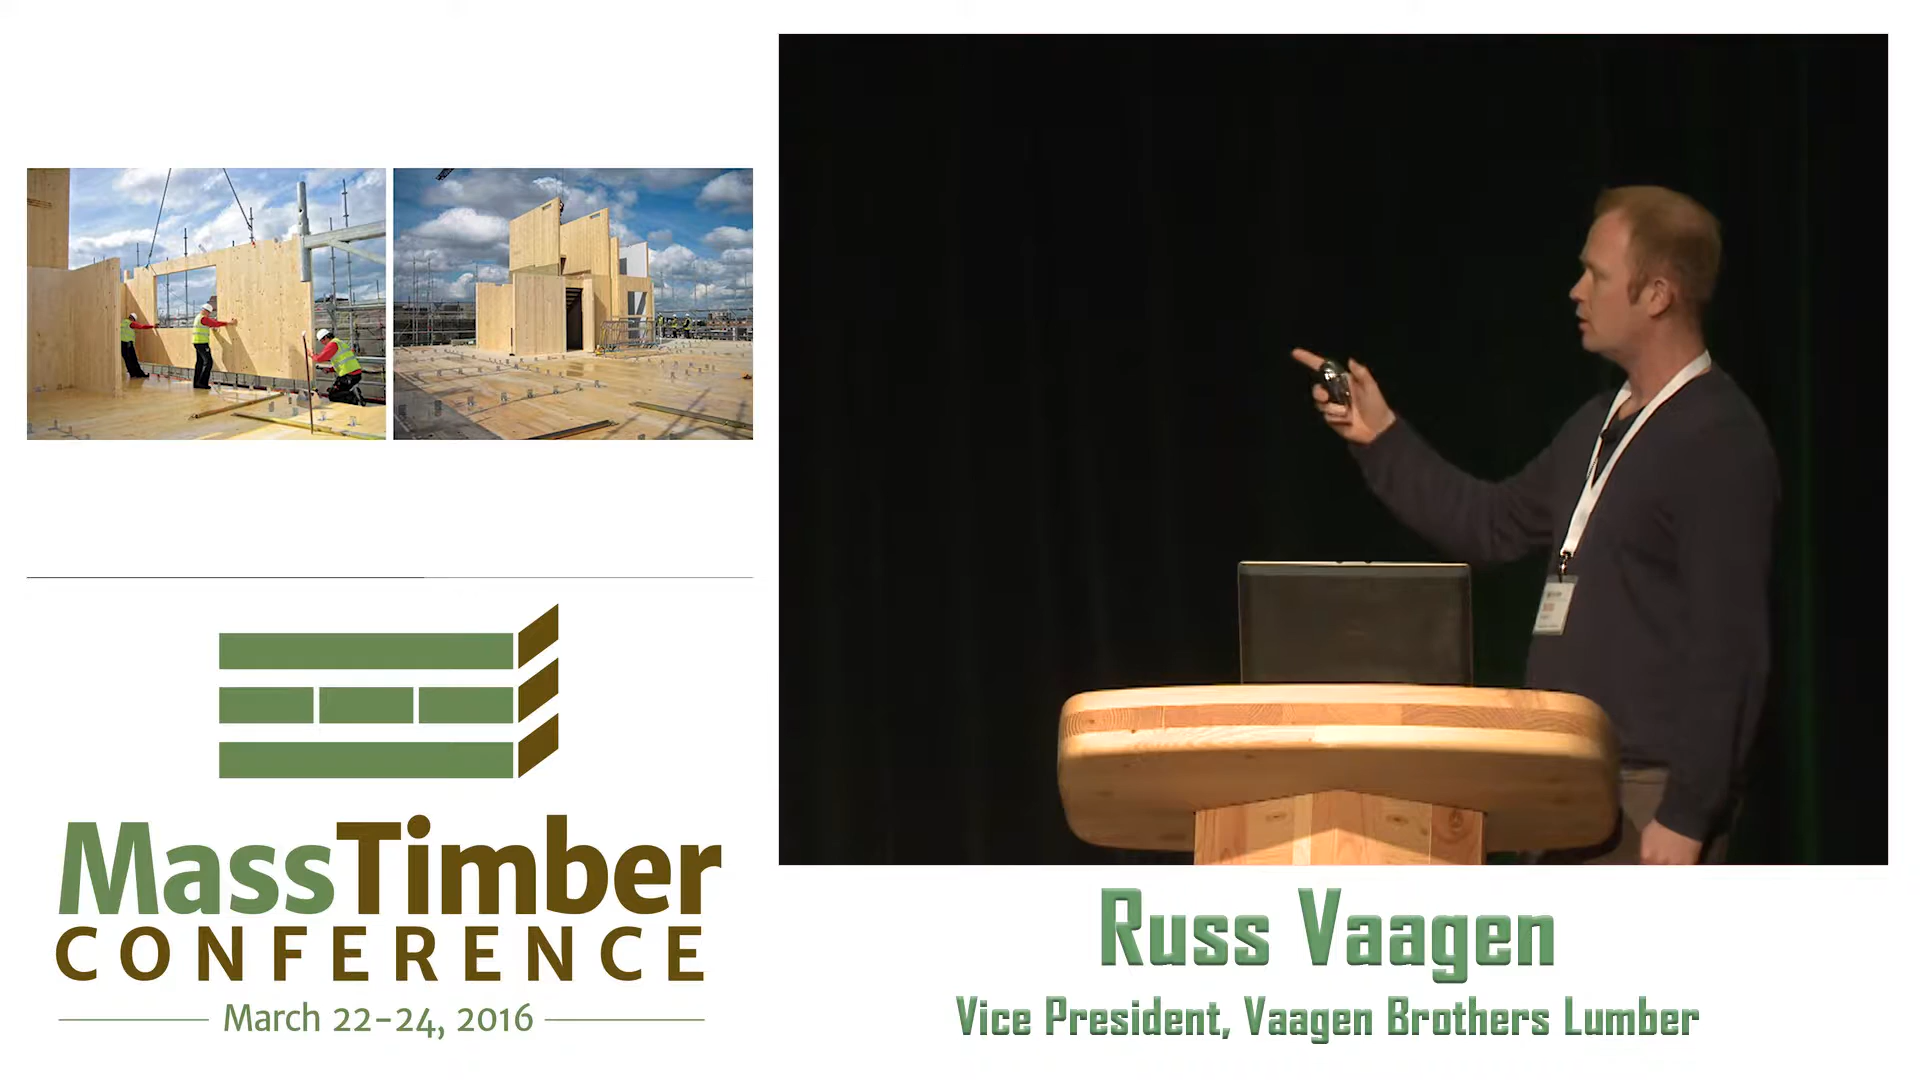 MassTimber
CONFERENCE
March 22–24, 2016
Russ Vaagen
Vice President, Vaagen Brothers Lumber